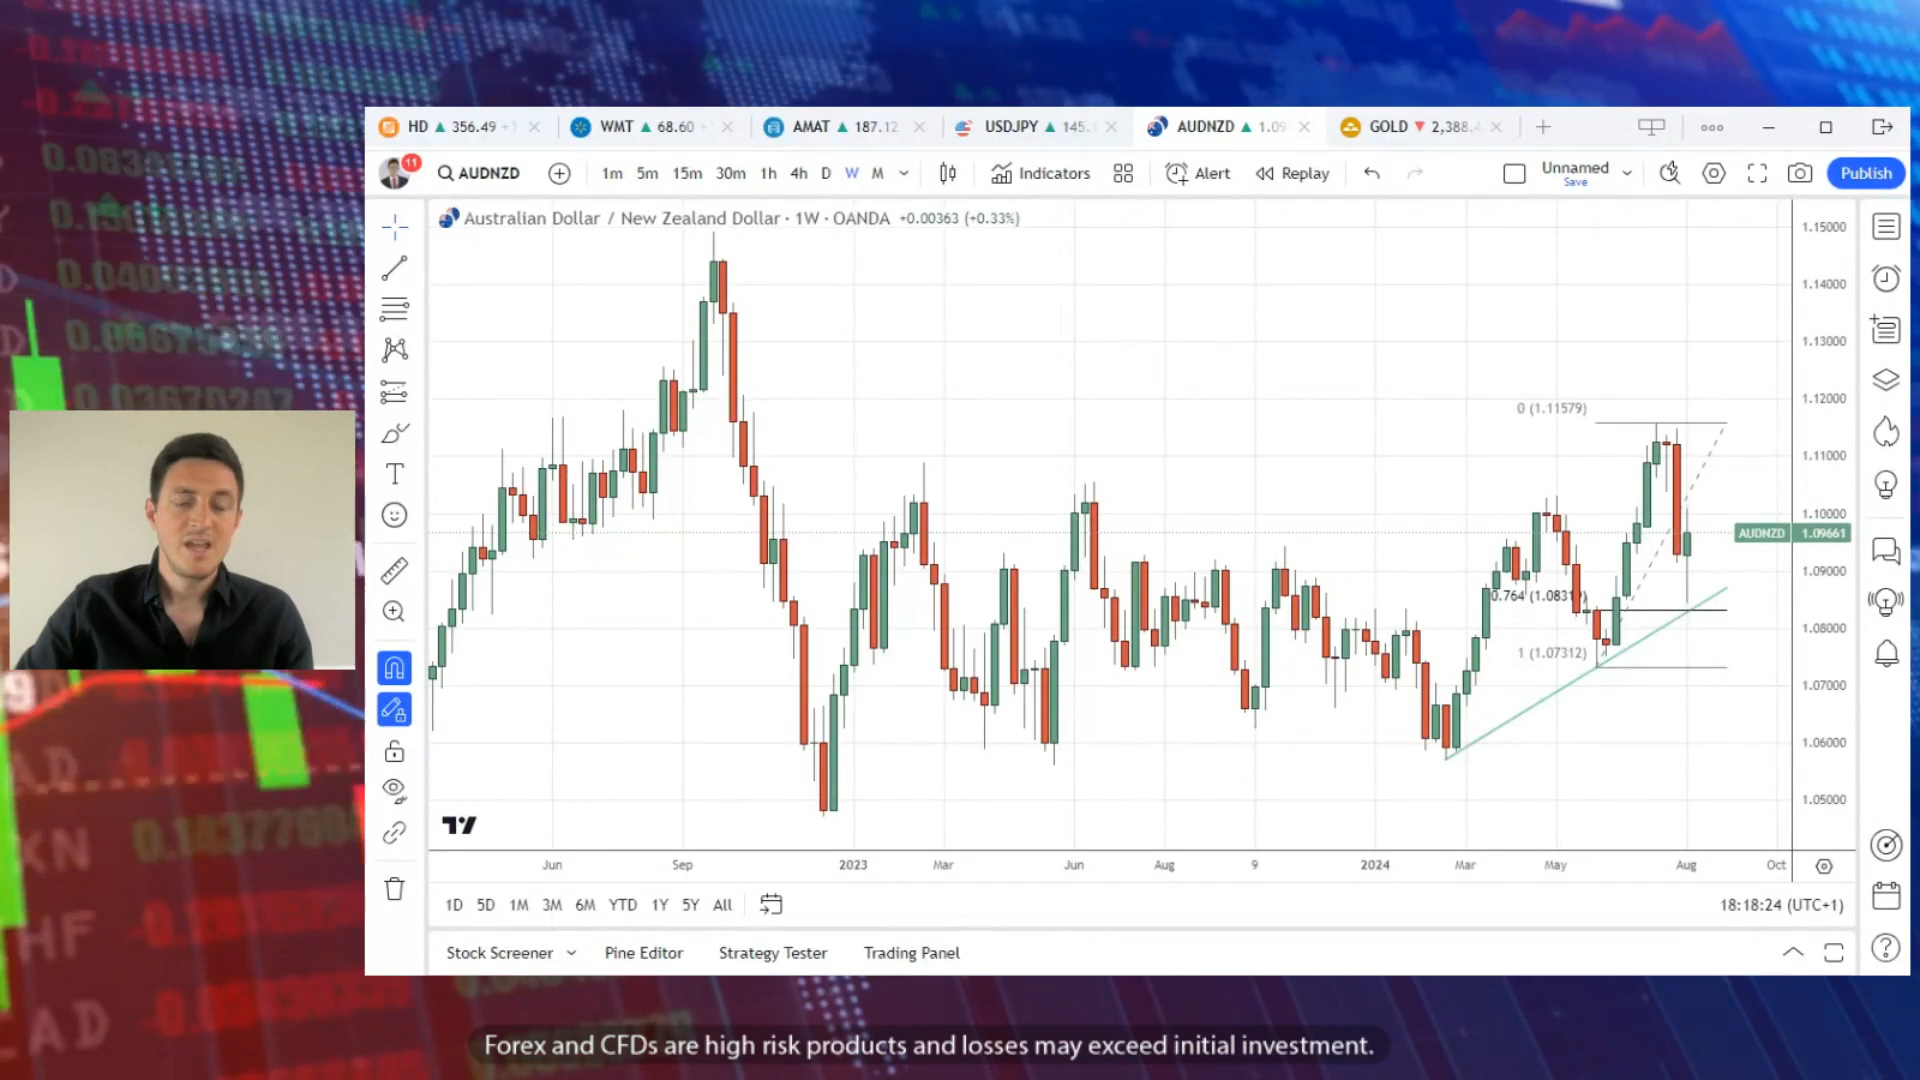 HD 356.49 +1
WMT 68.60 +
AMAT 187.12
USDJPY 145.
AUDNZD 1.09
GOLD 2,388.4
11
AUDNZD
1m 5m 15m 30m 1h 4h D W M
Indicators
Alert
Replay
Unnamed
Save
Publish
Australian Dollar / New Zealand Dollar · 1W · OANDA +0.00363 (+0.33%)
1.15000
1.14000
1.13000
1.12000
0 (1.11579)
1.11000
1.10000
AUDNZD 1.09661
1.09000
0.764 (1.0831
1.08000
1 (1.07312)
1.07000
1.06000
1.05000
Jun Sep 2023 Mar Jun Aug 9 2024 Mar May Aug Oct
1D 5D 1M 3M 6M YTD 1Y 5Y All
18:18:24 (UTC+1)
Stock Screener Pine Editor Strategy Tester Trading Panel
Forex and CFDs are high risk products and losses may exceed initial investment.